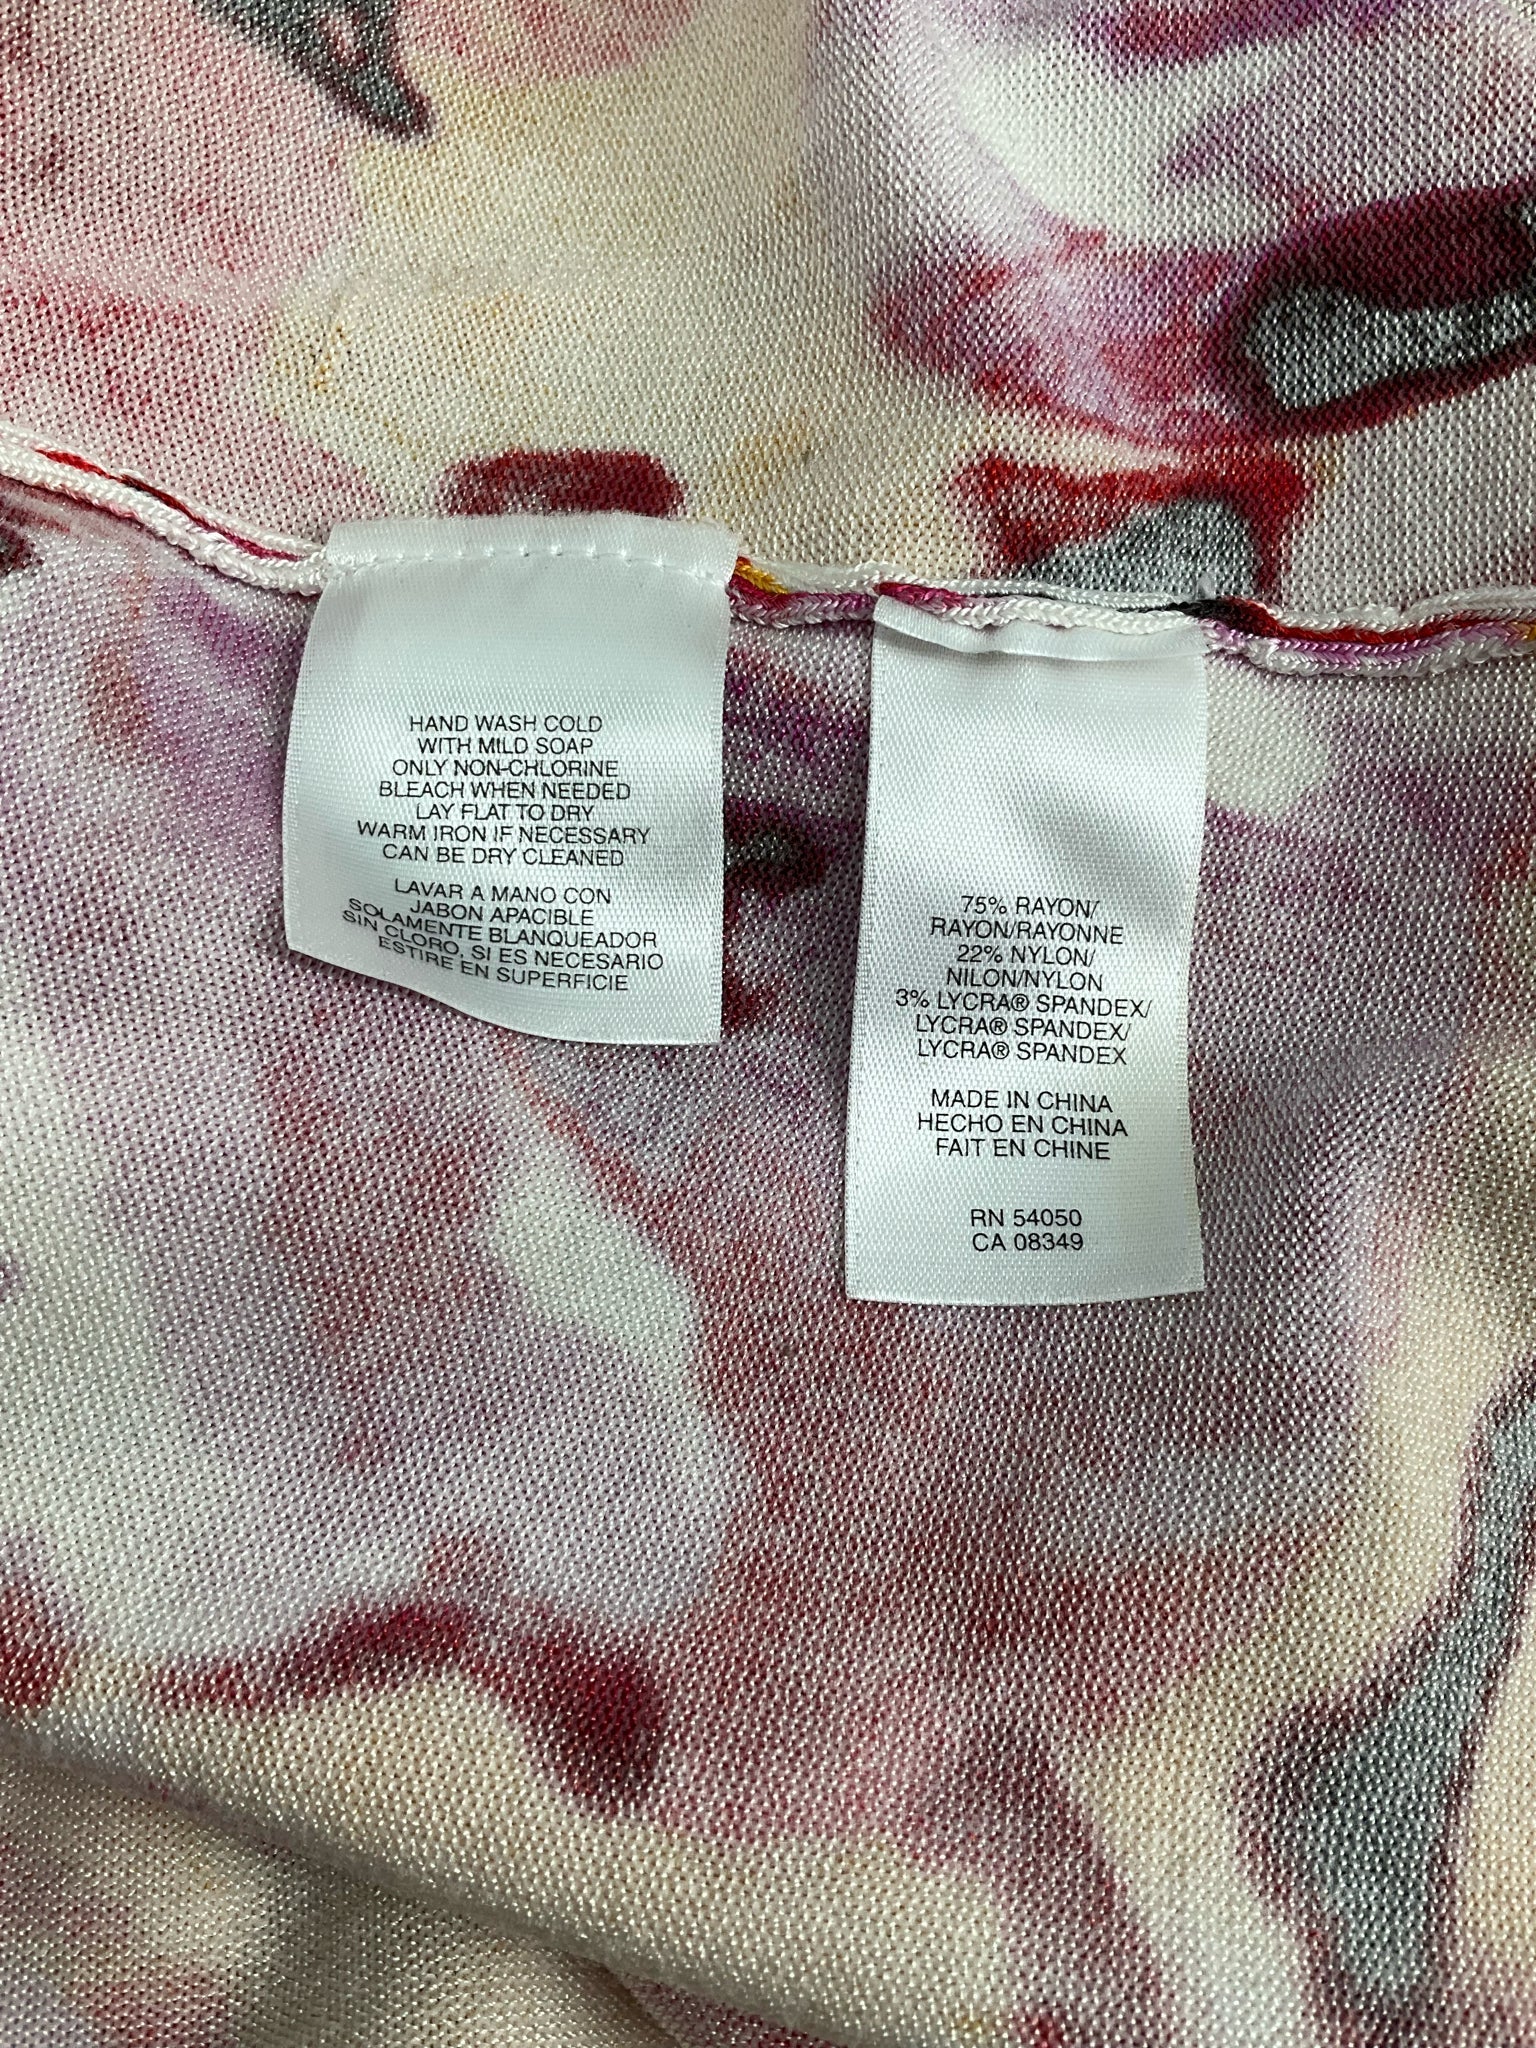 HAND WASH COLD
WITH MILD SOAP
ONLY NON-CHLORINE
BLEACH WHEN NEEDED
LAY FLAT TO DRY
WARM IRON IF NECESSARY
CAN BE DRY CLEANED
LAVAR A MANO CON
JABON APACIBLE
SOLAMENTE BLANQUEADOR
SIN CLORO, SI ES NECESARIO
ESTIRE EN SUPERFICIE
75% RAYON/
RAYON/RAYONNE
22% NYLON/
NILON/NYLON
3% LYCRA® SPANDEX/
LYCRA® SPANDEX/
LYCRA® SPANDEX
MADE IN CHINA
HECHO EN CHINA
FAIT EN CHINE
RN 54050
CA 08349